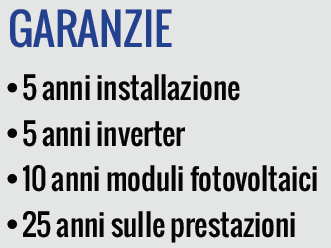 GARANZIE
• 5 anni installazione
• 5 anni inverter
• 10 anni moduli fotovoltaici
• 25 anni sulle prestazioni